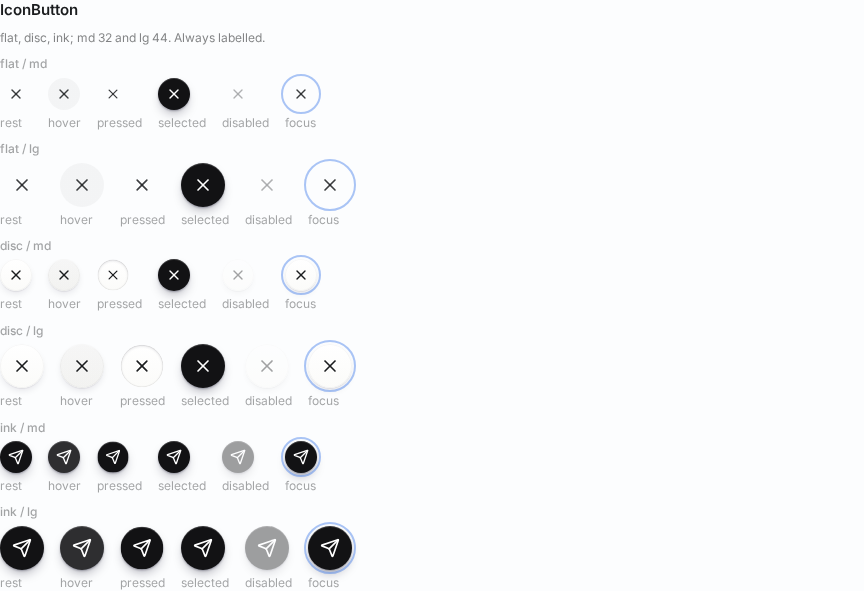 IconButton
flat, disc, ink; md 32 and lg 44. Always labelled.
flat / md
rest hover pressed selected disabled focus
flat / lg
rest hover pressed selected disabled focus
disc / md
rest hover pressed selected disabled focus
disc / lg
rest hover pressed selected disabled focus
ink / md
rest hover pressed selected disabled focus
ink / lg
rest hover pressed selected disabled focus